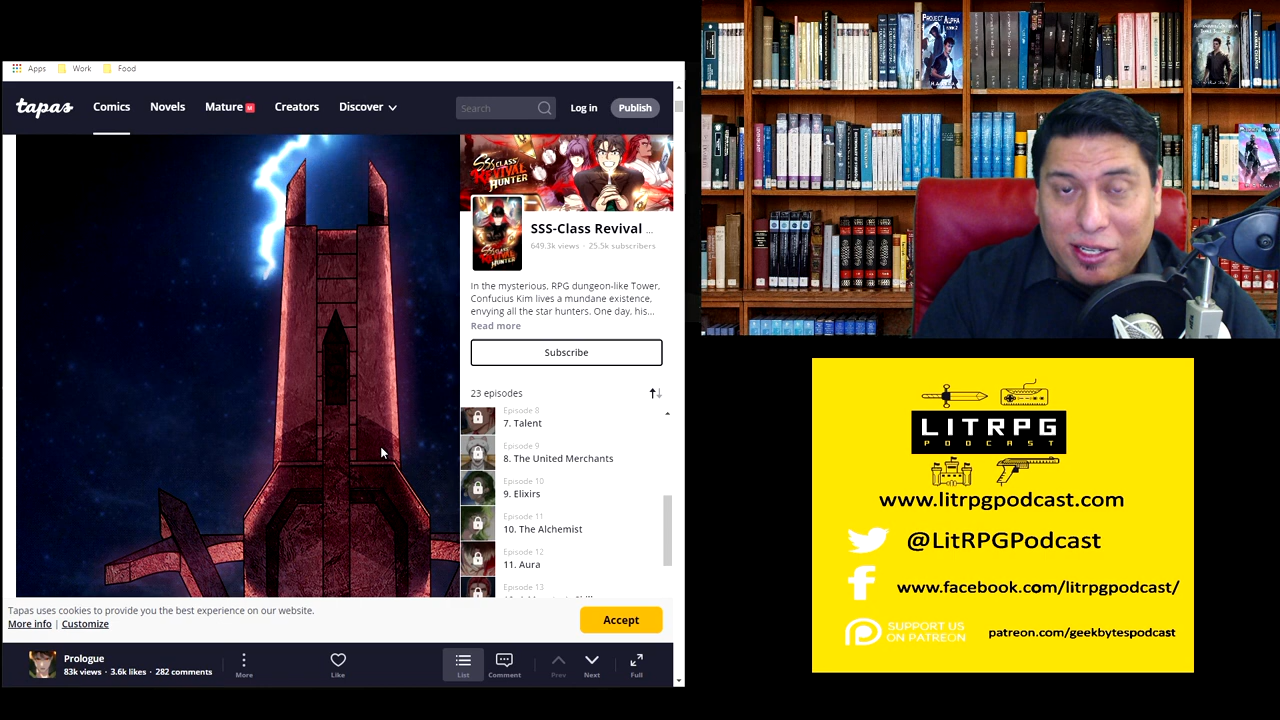 Apps Work Food
tapas Comics Novels Mature M Creators Discover Search Log in Publish
SSS-CLASS
REVIVAL
HUNTER
SSS-Class Revival ...
649.3k views · 25.5k subscribers
In the mysterious, RPG dungeon-like Tower,
Confucius Kim lives a mundane existence,
envying all the star hunters. One day, his...
Read more
Subscribe
23 episodes
Episode 8
7. Talent
Episode 9
8. The United Merchants
Episode 10
9. Elixirs
Episode 11
10. The Alchemist
Episode 12
11. Aura
Episode 13
Tapas uses cookies to provide you the best experience on our website.
More info | Customize
Accept
Prologue
83k views · 3.6k likes · 282 comments
More
Like
List
Comment
Prev
Next
Full
PROJECT
ALPHA
LITRPG
PODCAST
www.litrpgpodcast.com
@LitRPGPodcast
www.facebook.com/litrpgpodcast/
SUPPORT US
ON PATREON
patreon.com/geekbytespodcast